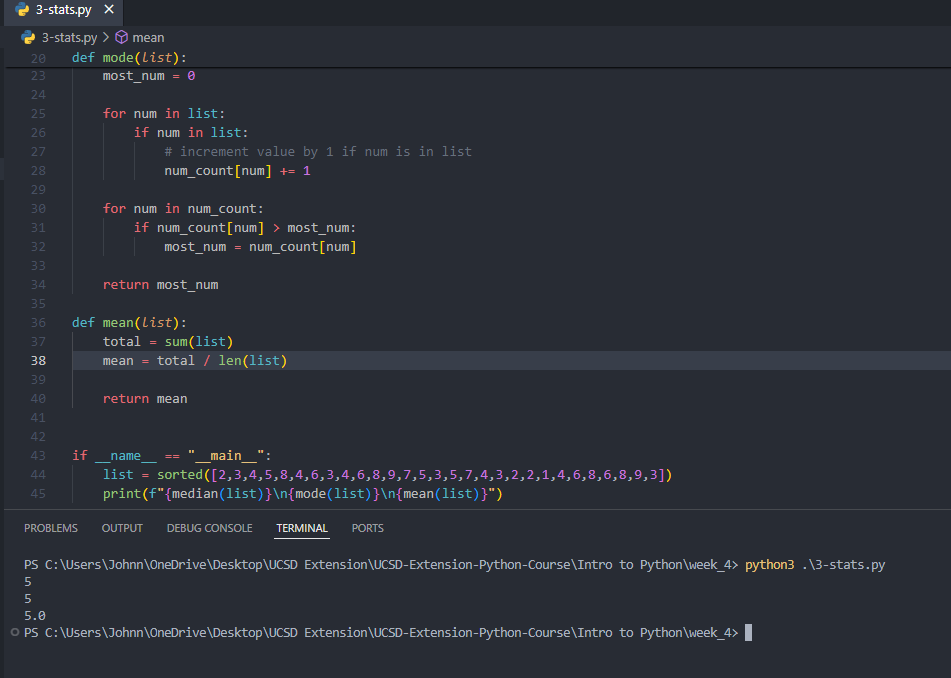 3-stats.py ×
3-stats.py > mean
20 def mode(list):
23 most_num = 0
24
25 for num in list:
26 if num in list:
27 # increment value by 1 if num is in list
28 num_count[num] += 1
29
30 for num in num_count:
31 if num_count[num] > most_num:
32 most_num = num_count[num]
33
34 return most_num
35
36 def mean(list):
37 total = sum(list)
38 mean = total / len(list)
39
40 return mean
41
42
43 if __name__ == "__main__":
44 list = sorted([2,3,4,5,8,4,6,3,4,6,8,9,7,5,3,5,7,4,3,2,2,1,4,6,8,6,8,9,3])
45 print(f"{median(list)}\n{mode(list)}\n{mean(list)}")
PROBLEMS OUTPUT DEBUG CONSOLE TERMINAL PORTS
PS C:\Users\Johnn\OneDrive\Desktop\UCSD Extension\UCSD-Extension-Python-Course\Intro to Python\week_4> python3 .\3-stats.py
5
5
5.0
PS C:\Users\Johnn\OneDrive\Desktop\UCSD Extension\UCSD-Extension-Python-Course\Intro to Python\week_4>